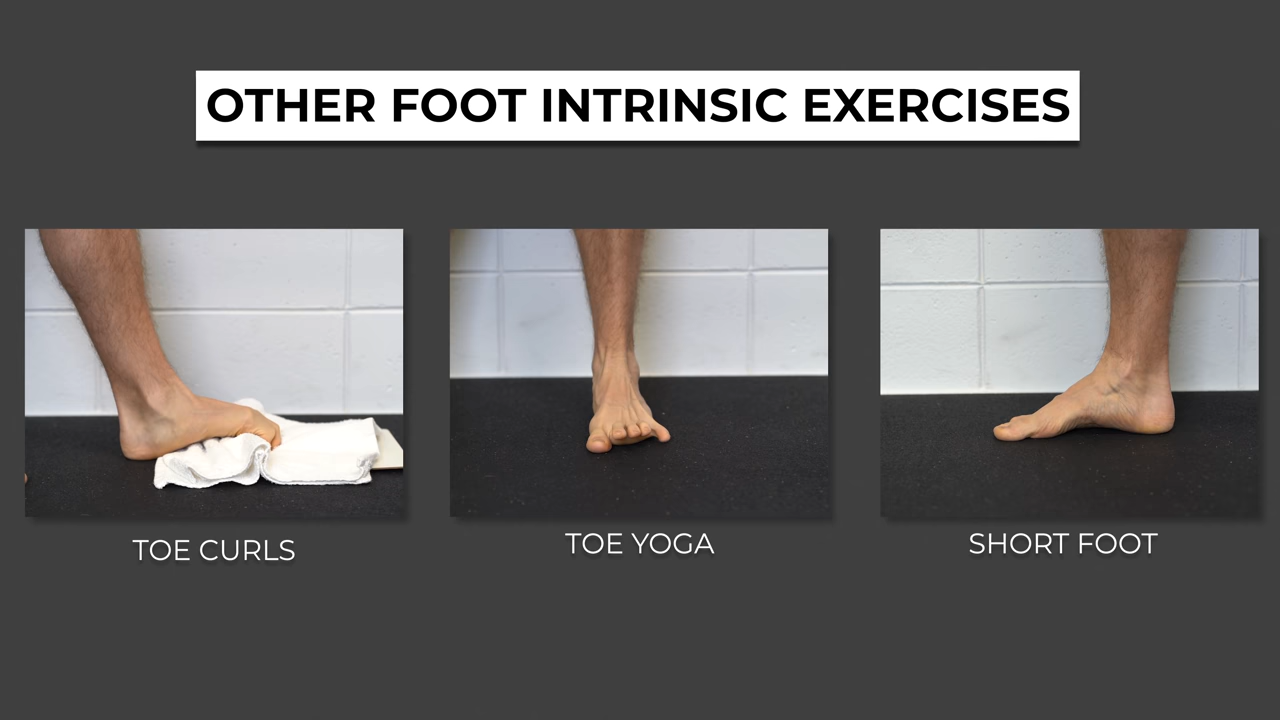 OTHER FOOT INTRINSIC EXERCISES
TOE CURLS
TOE YOGA
SHORT FOOT